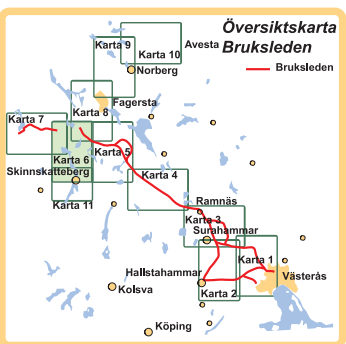 Översiktskarta
Bruksleden
Bruksleden
Karta 9
Karta 10
Avesta
Norberg
Fagersta
Karta 8
Karta 7
Karta 5
Karta 6
Skinnskatteberg
Karta 4
Karta 11
Ramnäs
Karta 3
Surahammar
Karta 1
Hallstahammar
Västerås
Kolsva
Karta 2
Köping